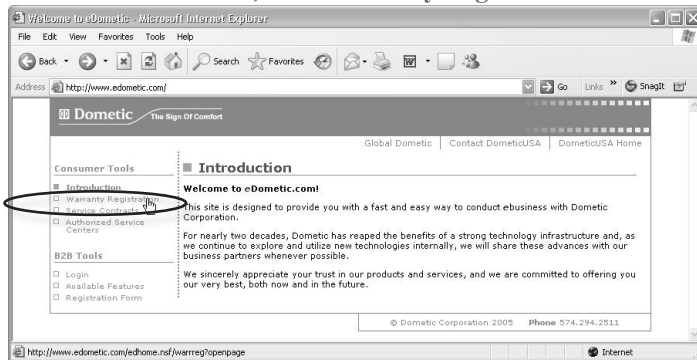 Welcome to eDometic - Microsoft Internet Explorer
File Edit View Favorites Tools Help
Back Search Favorites
Address http://www.edometic.com/ Go Links » SnagIt
Dometic The Sign Of Comfort
Global Dometic | Contact DometicUSA | DometicUSA Home
Consumer Tools
Introduction
Warranty Registration
Service Contracts
Authorized Service
Centers
B2B Tools
Login
Available Features
Registration Form
Introduction
Welcome to eDometic.com!
This site is designed to provide you with a fast and easy way to conduct ebusiness with Dometic
Corporation.
For nearly two decades, Dometic has reaped the benefits of a strong technology infrastructure and, as
we continue to explore and utilize new technologies internally, we will share these advances with our
business partners whenever possible.
We sincerely appreciate your trust in our products and services, and we are committed to offering you
our very best, both now and in the future.
© Dometic Corporation 2005 Phone 574.294.2511
http://www.edometic.com/edhome.nsf/warrreg?openpage Internet